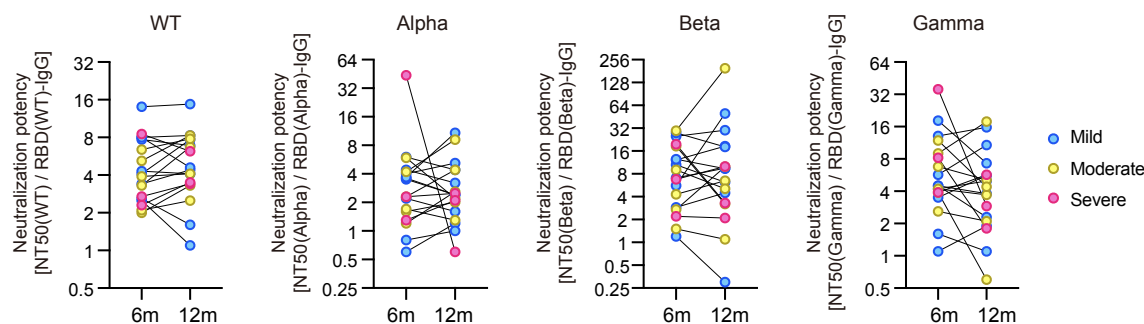 WT
Neutralization potency
[NT50(WT) / RBD(WT)-IgG]
32
16
8
4
2
1
0.5
6m 12m
Alpha
Neutralization potency
[NT50(Alpha) / RBD(Alpha)-IgG]
64
32
16
8
4
2
1
0.5
0.25
6m 12m
Beta
Neutralization potency
[NT50(Beta) / RBD(Beta)-IgG]
256
128
64
32
16
8
4
2
1
0.5
0.25
6m 12m
Gamma
Neutralization potency
[NT50(Gamma) / RBD(Gamma)-IgG]
64
32
16
8
4
2
1
0.5
6m 12m
Mild
Moderate
Severe